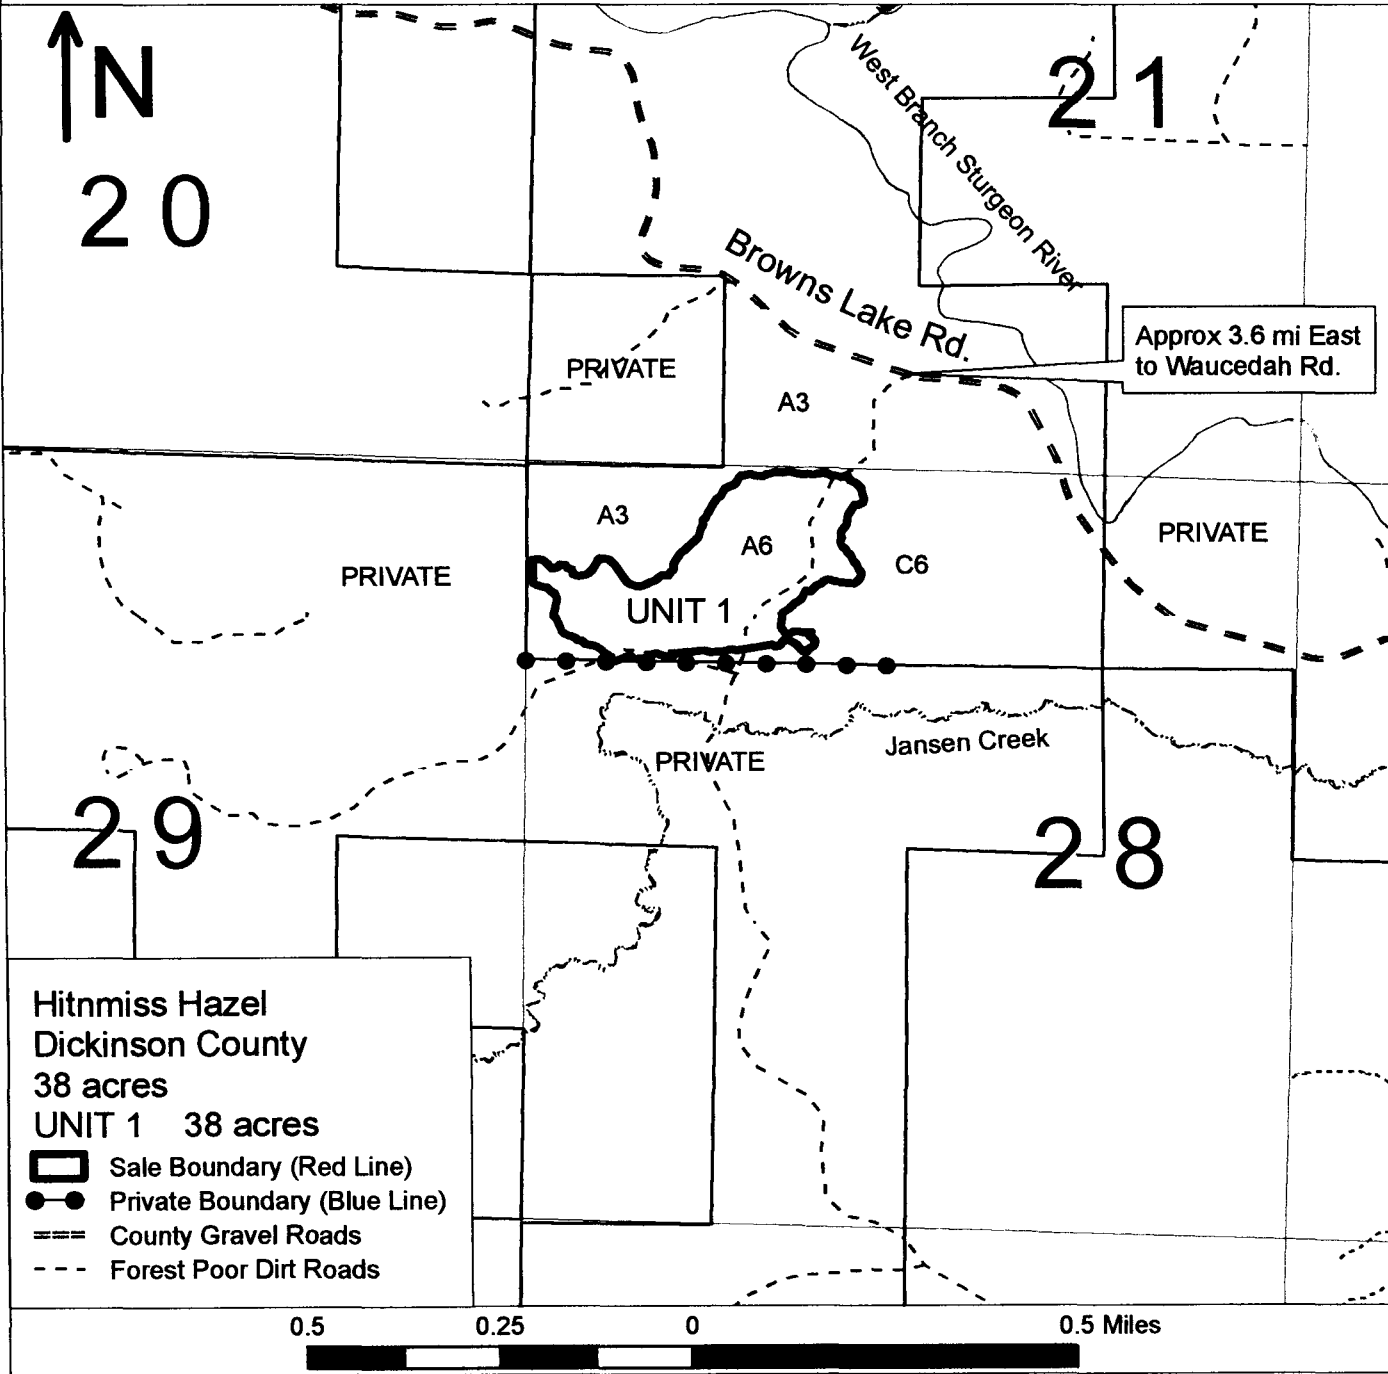 N
20
21
West Branch Sturgeon River
Browns Lake Rd.
Approx 3.6 mi East
to Waucedah Rd.
PRIVATE
A3
A3
A6
C6
PRIVATE
PRIVATE
UNIT 1
Jansen Creek
PRIVATE
29
28
Hitnmiss Hazel
Dickinson County
38 acres
UNIT 1 38 acres
Sale Boundary (Red Line)
Private Boundary (Blue Line)
County Gravel Roads
Forest Poor Dirt Roads
0.5 0.25 0 0.5 Miles